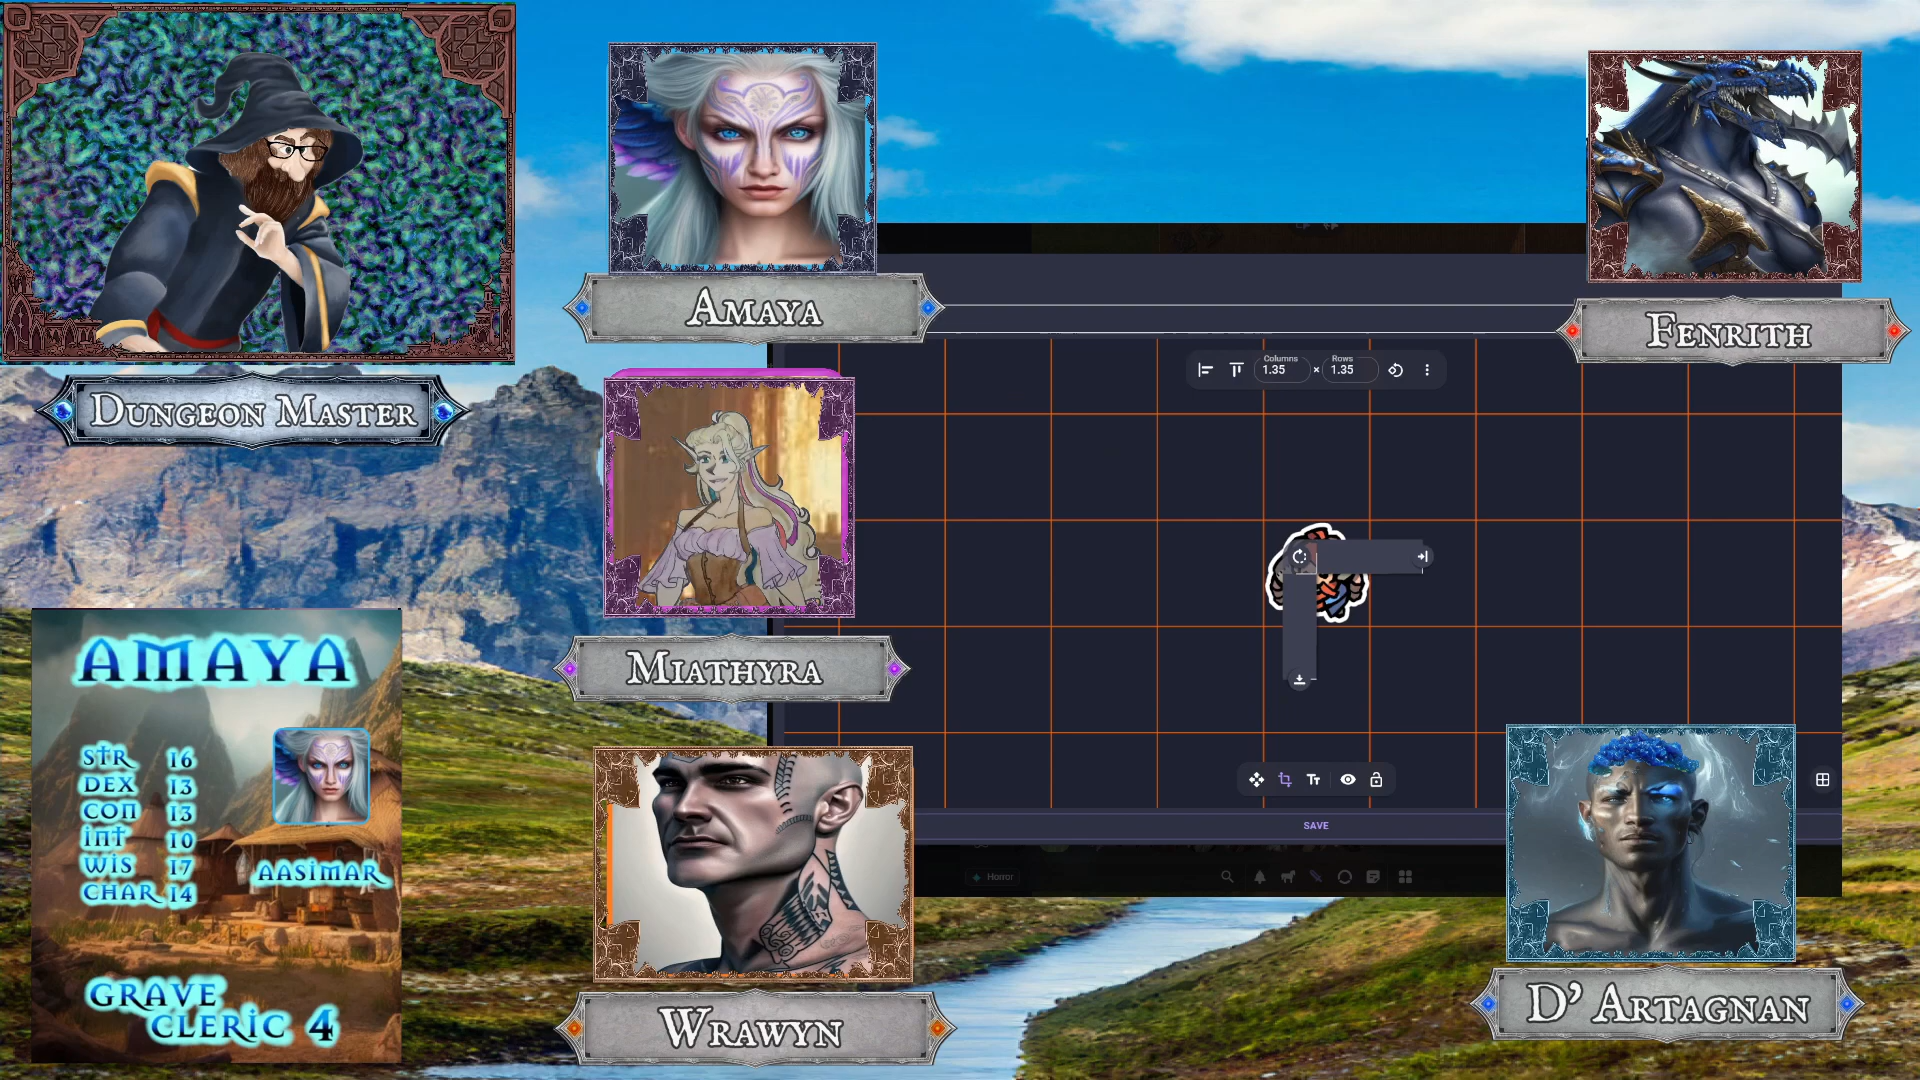 Dungeon Master
Amaya
Fenrith
Columns
Rows
1.35
×
1.35
Miathyra
AMAYA
STR 16
DEX 13
CON 13
INT 10
WIS 17
CHAR 14
AASIMAR
GRAVE
CLERIC 4
Tт
SAVE
Horror
Wrawyn
D' Artagnan